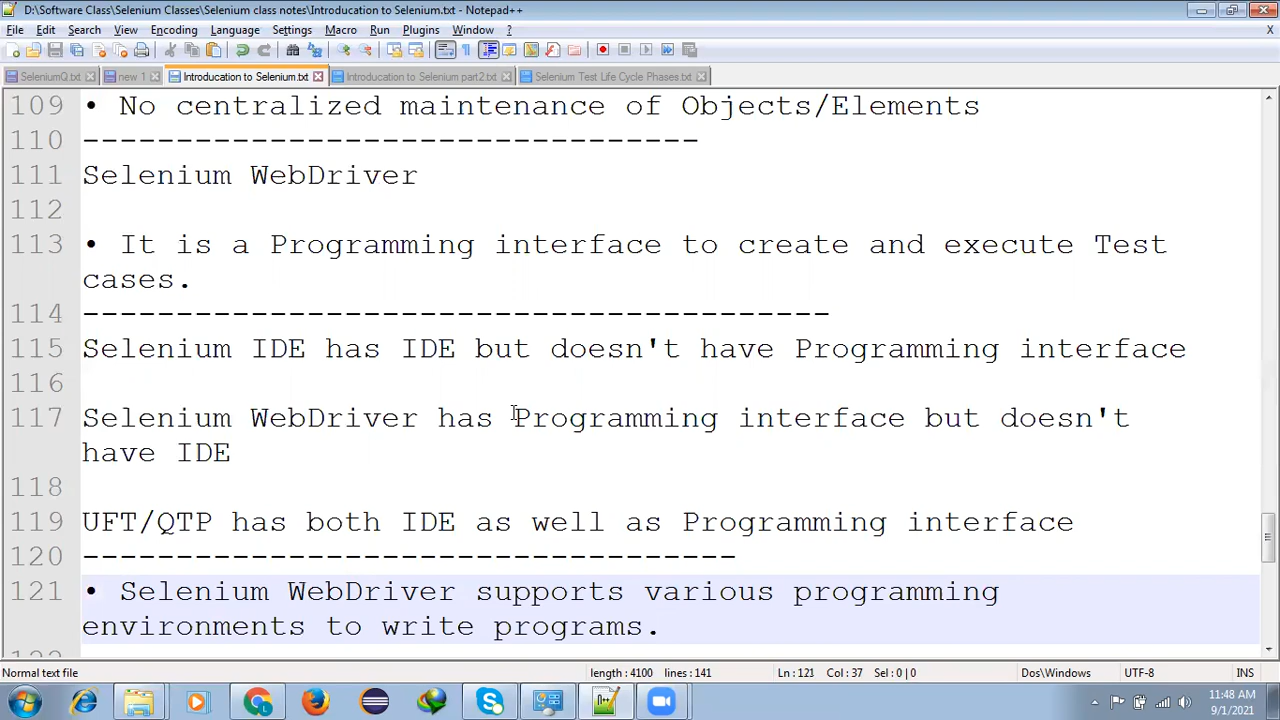 D:\Software Class\Selenium Classes\Selenium class notes\Introducation to Selenium.txt - Notepad++
File Edit Search View Encoding Language Settings Macro Run Plugins Window ? X
SeleniumQ.txt new 1 Introducation to Selenium.txt Introducation to Selenium part2.txt Selenium Test Life Cycle Phases.txt
109 • No centralized maintenance of Objects/Elements
110 ---------------------------------
111 Selenium WebDriver
112
113 • It is a Programming interface to create and execute Test
cases.
114 ----------------------------------------
115 Selenium IDE has IDE but doesn't have Programming interface
116
117 Selenium WebDriver has Programming interface but doesn't
have IDE
118
119 UFT/QTP has both IDE as well as Programming interface
120 -----------------------------------
121 • Selenium WebDriver supports various programming
environments to write programs.
Normal text file length : 4100 lines : 141 Ln : 121 Col : 37 Sel : 0 | 0 Dos\Windows UTF-8 INS
11:48 AM
9/1/2021